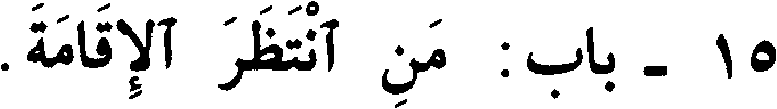 ١٥ ـ باب: مَنِ ٱنْتَظَرَ ٱلإِقَامَةَ.